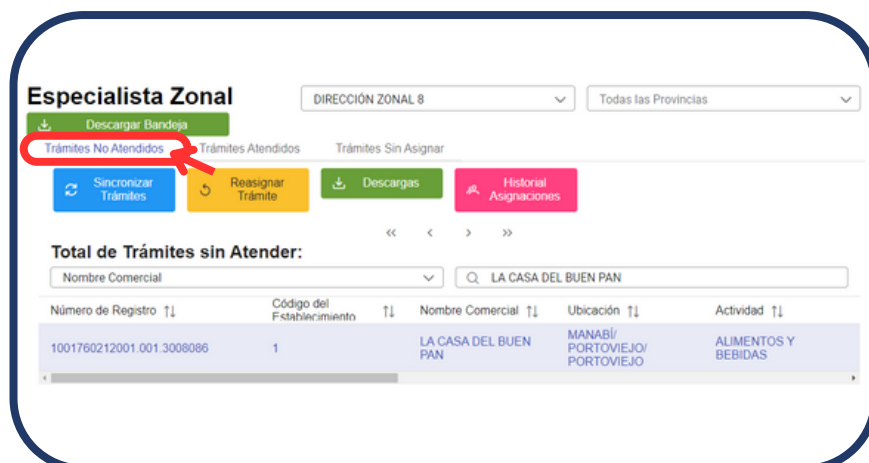 Especialista Zonal
DIRECCIÓN ZONAL 8
Todas las Provincias
Descargar Bandeja
Trámites No Atendidos
Trámites Atendidos
Trámites Sin Asignar
Sincronizar
Trámites
Reasignar
Trámite
Descargas
Historial
Asignaciones
Total de Trámites sin Atender:
Nombre Comercial
LA CASA DEL BUEN PAN
Número de Registro
Código del
Establecimiento
Nombre Comercial
Ubicación
Actividad
1001760212001.001.3008086
1
LA CASA DEL BUEN
PAN
MANABÍ/
PORTOVIEJO/
PORTOVIEJO
ALIMENTOS Y
BEBIDAS